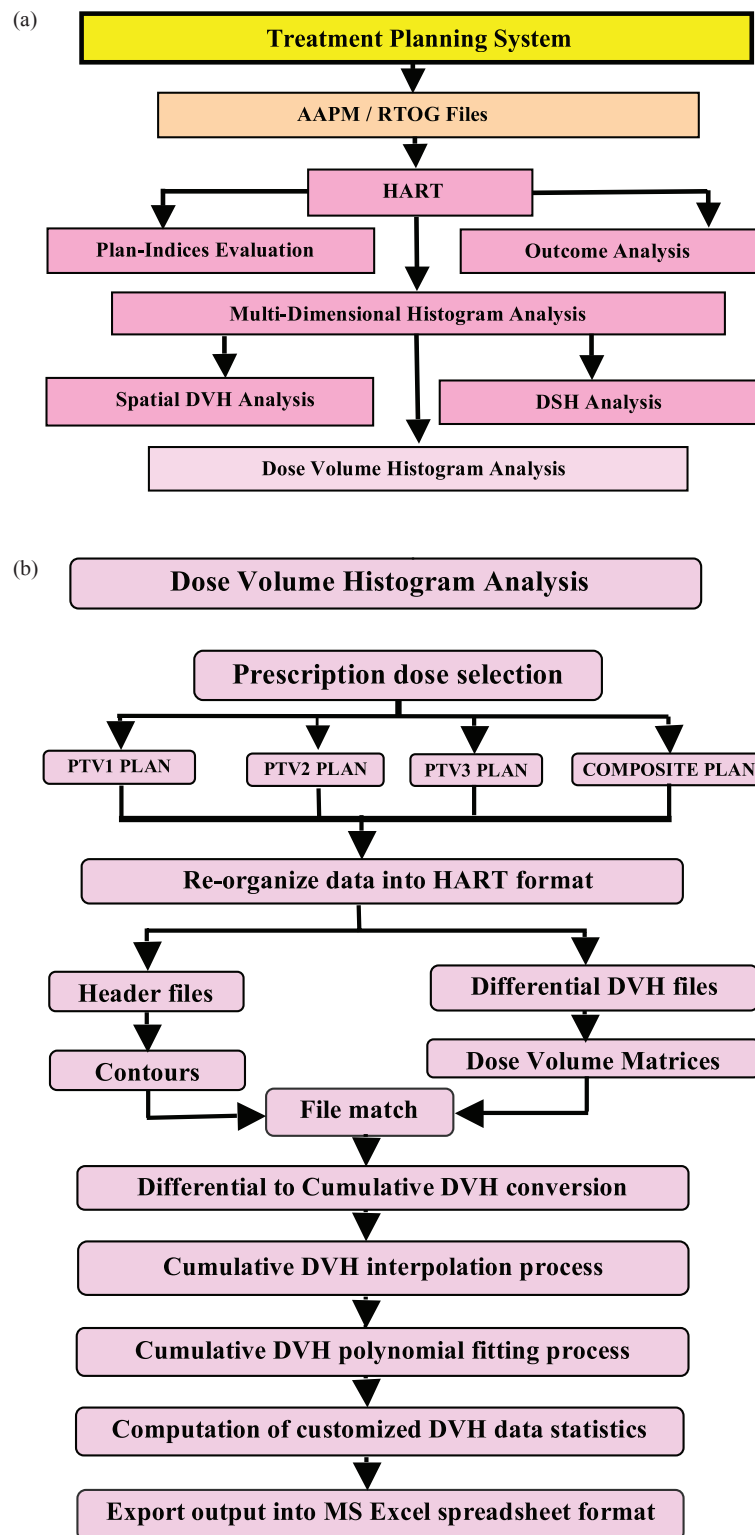 (a)
Treatment Planning System
AAPM / RTOG Files
HART
Plan-Indices Evaluation
Outcome Analysis
Multi-Dimensional Histogram Analysis
Spatial DVH Analysis
DSH Analysis
Dose Volume Histogram Analysis
(b)
Dose Volume Histogram Analysis
Prescription dose selection
PTV1 PLAN
PTV2 PLAN
PTV3 PLAN
COMPOSITE PLAN
Re-organize data into HART format
Header files
Differential DVH files
Contours
Dose Volume Matrices
File match
Differential to Cumulative DVH conversion
Cumulative DVH interpolation process
Cumulative DVH polynomial fitting process
Computation of customized DVH data statistics
Export output into MS Excel spreadsheet format